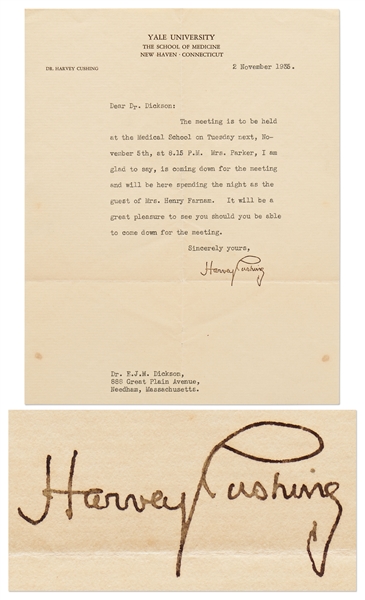 YALE UNIVERSITY
THE SCHOOL OF MEDICINE
NEW HAVEN · CONNECTICUT
DR. HARVEY CUSHING
2 November 1935.
Dear Dr. Dickson:
The meeting is to be held
at the Medical School on Tuesday next, No-
vember 5th, at 8.15 P.M. Mrs. Parker, I am
glad to say, is coming down for the meeting
and will be here spending the night as the
guest of Mrs. Henry Farnam. It will be a
great pleasure to see you should you be able
to come down for the meeting.
Sincerely yours,
Harvey Cushing
Dr. E.J.M. Dickson,
888 Great Plain Avenue,
Needham, Massachusetts.
Harvey Cushing